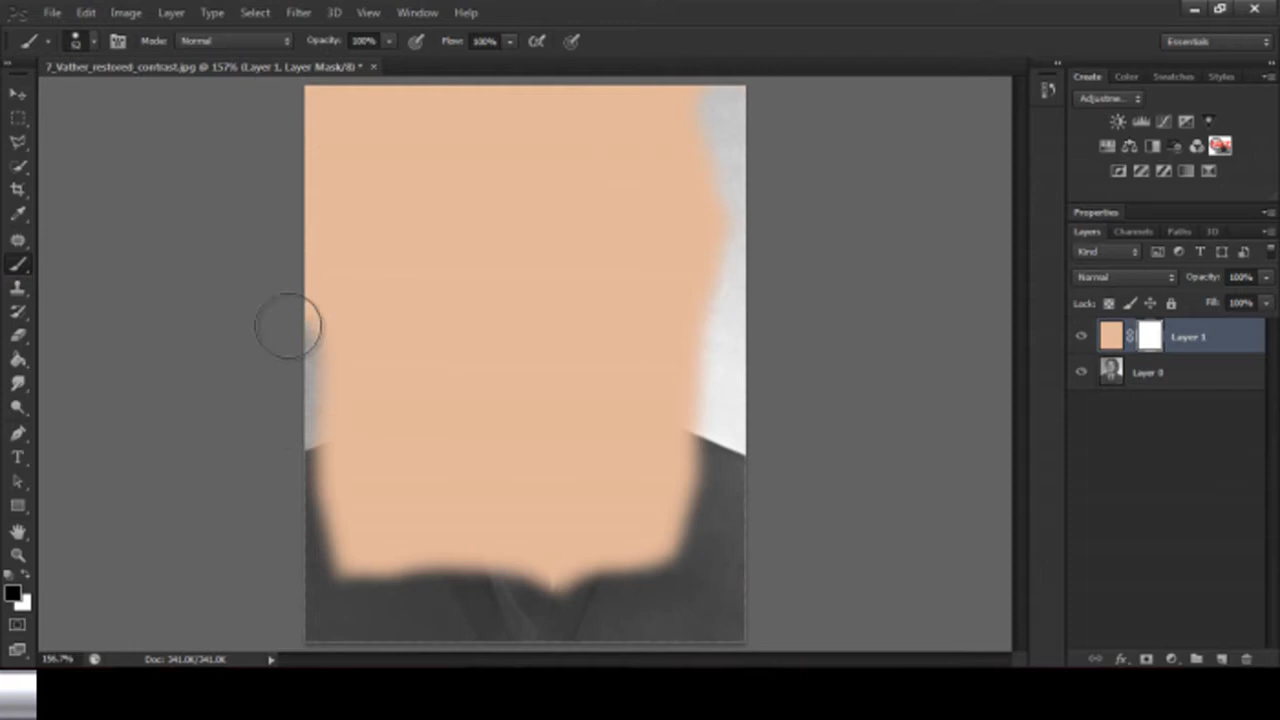 File Edit Image Layer Type Select Filter 3D View Window Help
Mode: Normal Opacity: 100% Flow: 100% Essentials
7_Vather_restored_contrast.jpg @ 157% (Layer 1, Layer Mask/8) * ×
Create Color Swatches Styles
Adjustme...
Properties
Layers Channels Paths 3D
Kind
Normal Opacity: 100%
Lock: Fill: 100%
Layer 1
Layer 0
156.7% Doc: 341.0K/341.0K